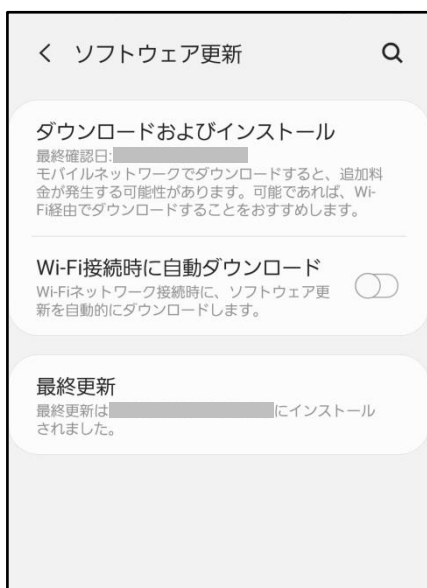 ソフトウェア更新
ダウンロードおよびインストール
最終確認日:
モバイルネットワークでダウンロードすると、追加料
金が発生する可能性があります。可能であれば、Wi-
Fi経由でダウンロードすることをおすすめします。
Wi-Fi接続時に自動ダウンロード
Wi-Fiネットワーク接続時に、ソフトウェア更
新を自動的にダウンロードします。
最終更新
最終更新は にインストール
されました。